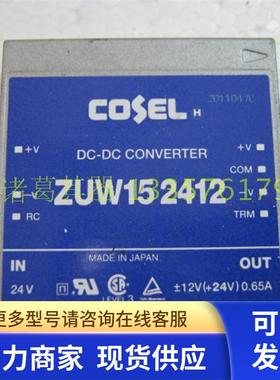 COSEL H
2011047C
+V
DC-DC CONVERTER
+V
COM
ZUW152412
-V
-V
RC
TRM
MADE IN JAPAN
IN
OUT
24V
LEVEL 3
±12V(+24V) 0.65A
更多型号请咨询在线客服
力商家 现货供应